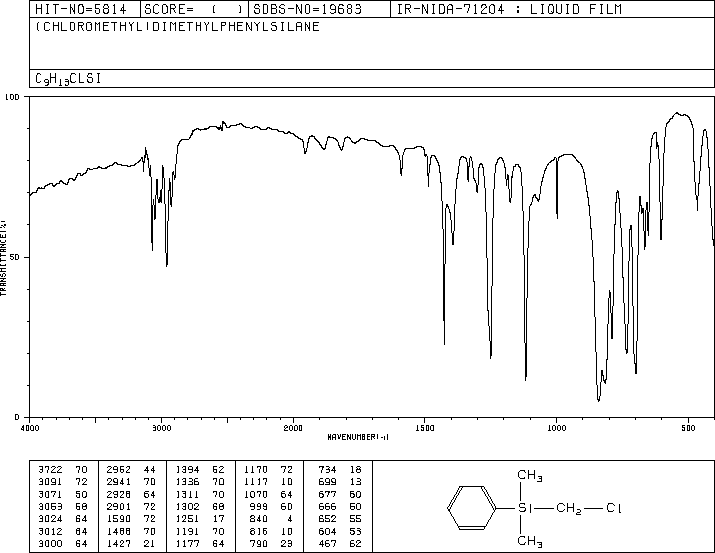 HIT-NO=5814 SCORE= ( ) SDBS-NO=19683 IR-NIDA-71204 : LIQUID FILM
(CHLOROMETHYL)DIMETHYLPHENYLSILANE
C9H13CLSI
100
50
0
TRANSMITTANCE(%)
4000 3000 2000 1500 1000 500
WAVENUMBER(-1)
3722 70 2962 44 1394 52 1170 72 734 18
3091 72 2941 70 1336 70 1117 10 699 13
3071 50 2928 64 1311 70 1070 64 677 60
3053 68 2901 72 1302 68 999 60 666 50
3024 64 1590 72 1251 17 840 4 652 55
3012 64 1488 70 1191 70 816 10 604 53
3000 64 1427 21 1177 64 790 23 467 62
CH3
Si CH2 Cl
CH3